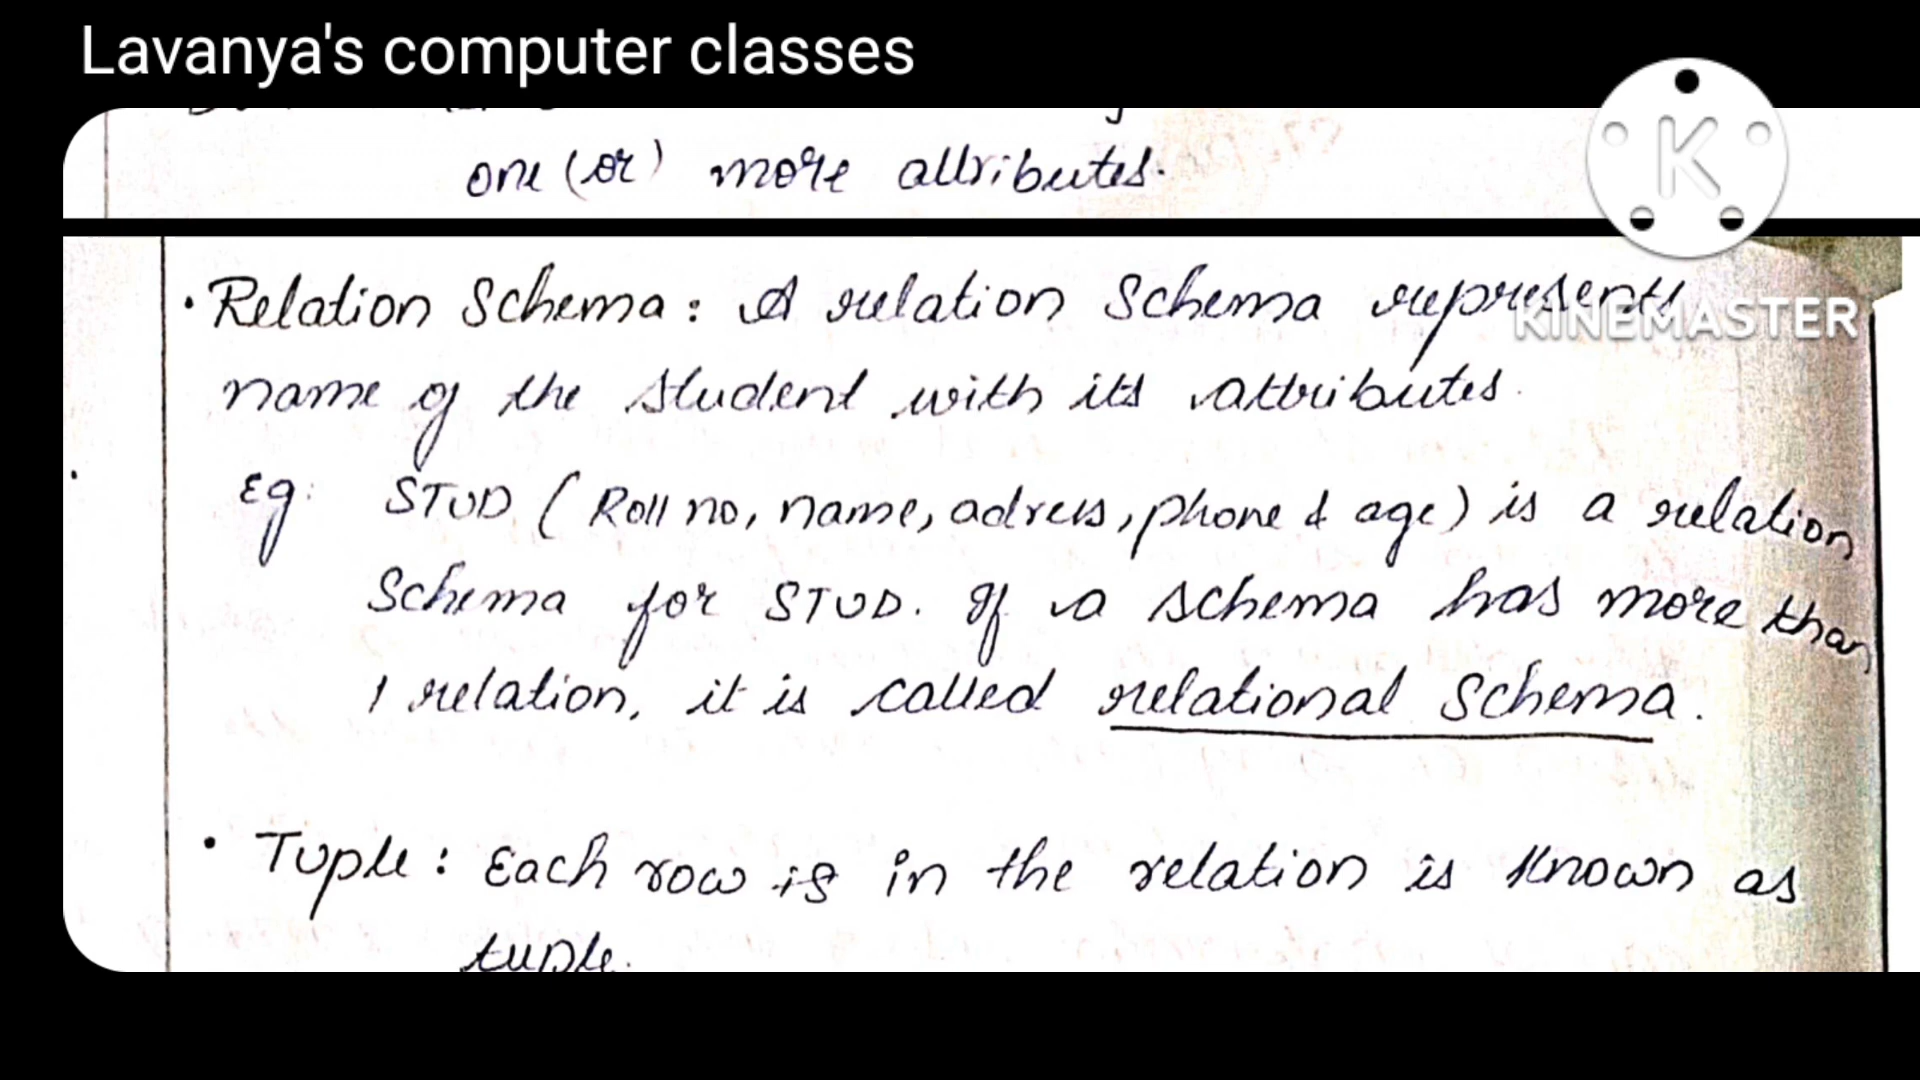 Lavanya's computer classes
one (or) more attributes.
K
KINEMASTER
• Relation Schema : A relation Schema represents
name of the student with its attributes.
Eg: STUD ( Roll no, name, adress, phone & age) is a relation
Schema for STUD. If a schema has more than
1 relation, it is called relational Schema.
• Tuple : Each row is in the relation is known as
tuple.